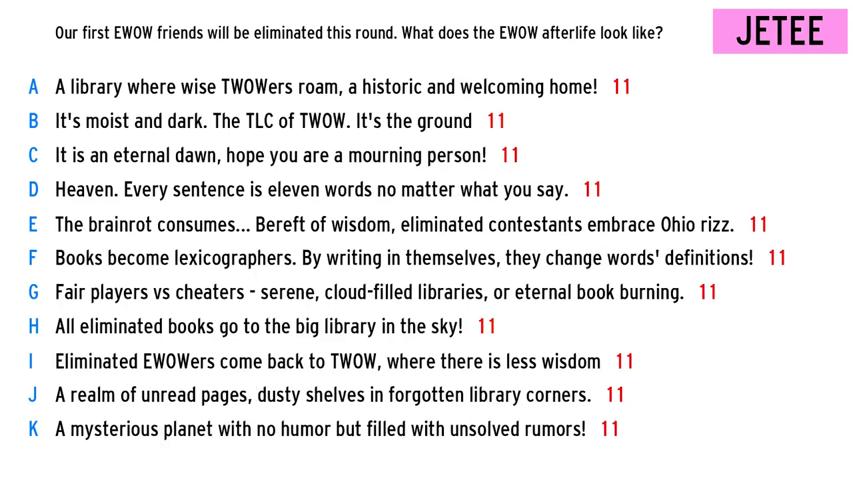 Our first EWOW friends will be eliminated this round. What does the EWOW afterlife look like?
JETEE
A A library where wise TWOWers roam, a historic and welcoming home! 11
B It's moist and dark. The TLC of TWOW. It's the ground 11
C It is an eternal dawn, hope you are a mourning person! 11
D Heaven. Every sentence is eleven words no matter what you say. 11
E The brainrot consumes... Bereft of wisdom, eliminated contestants embrace Ohio rizz. 11
F Books become lexicographers. By writing in themselves, they change words' definitions! 11
G Fair players vs cheaters - serene, cloud-filled libraries, or eternal book burning. 11
H All eliminated books go to the big library in the sky! 11
I Eliminated EWOWers come back to TWOW, where there is less wisdom 11
J A realm of unread pages, dusty shelves in forgotten library corners. 11
K A mysterious planet with no humor but filled with unsolved rumors! 11